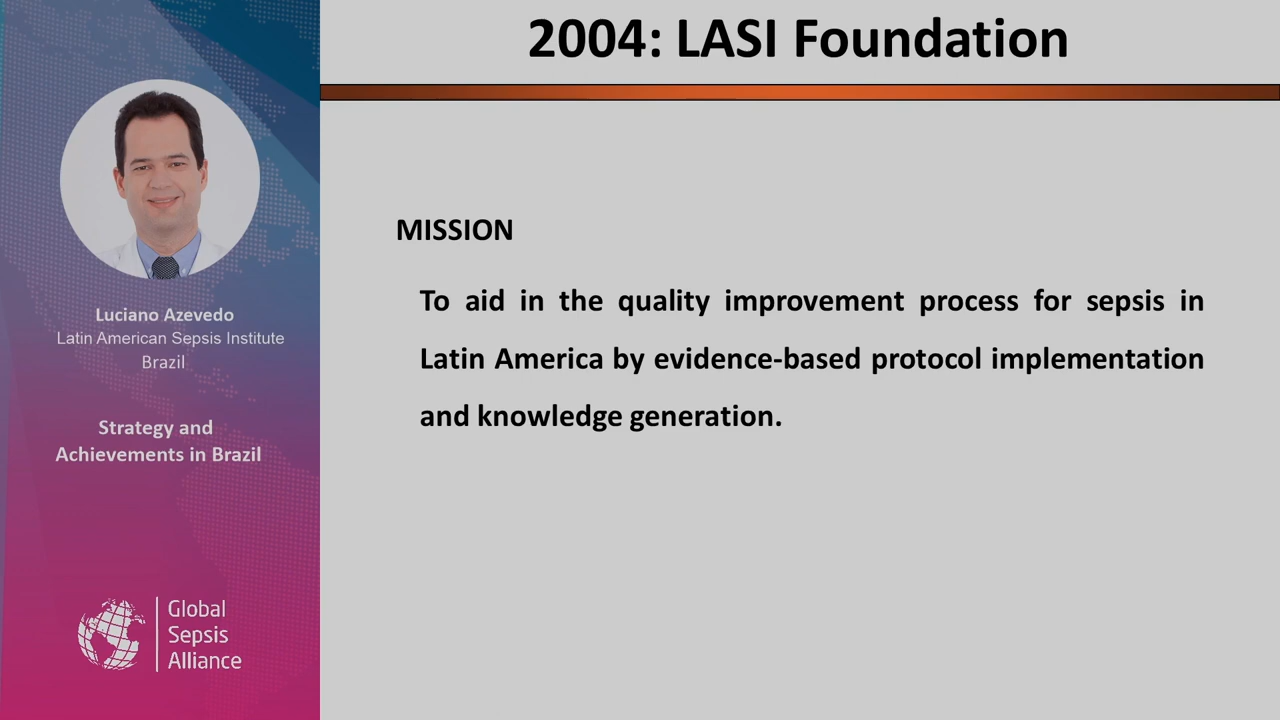 2004: LASI Foundation
MISSION
To aid in the quality improvement process for sepsis in
Latin America by evidence-based protocol implementation
and knowledge generation.
Luciano Azevedo
Latin American Sepsis Institute
Brazil
Strategy and
Achievements in Brazil
Global
Sepsis
Alliance